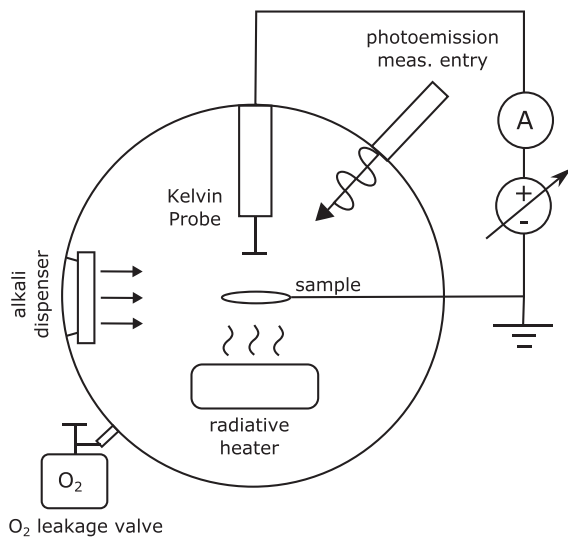 photoemission
meas. entry
A
+
-
Kelvin
Probe
alkali
dispenser
sample
radiative
heater
O₂
O₂ leakage valve